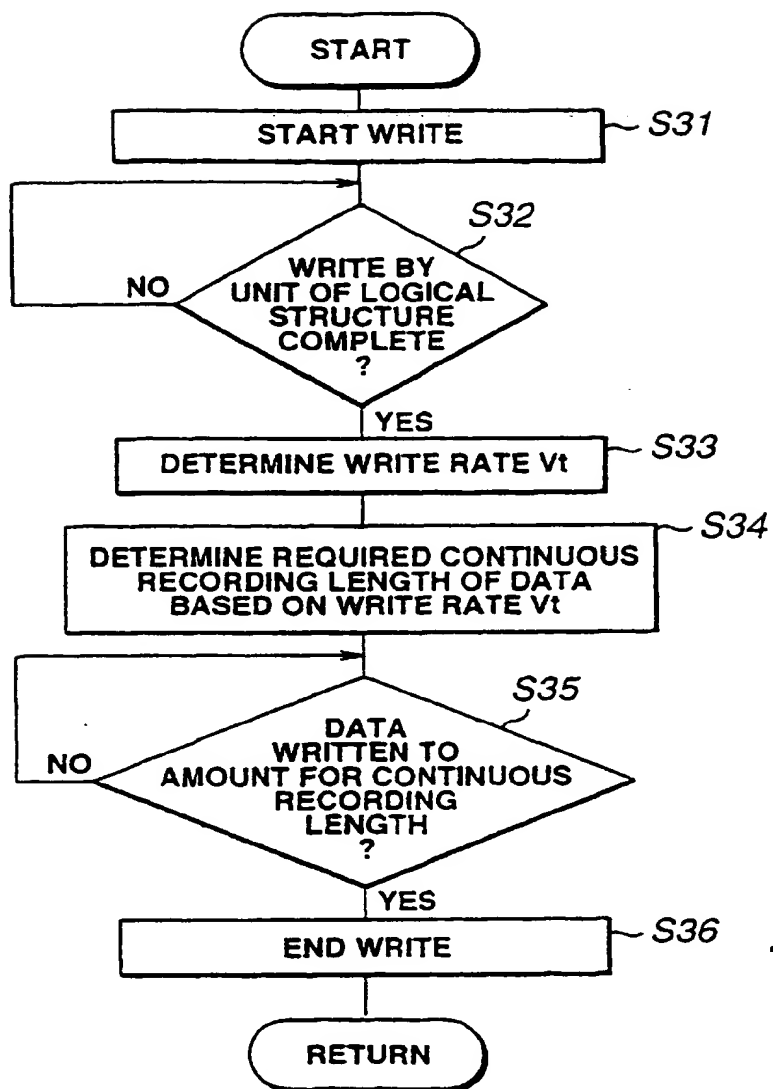 START
START WRITE
S31
S32
WRITE BY
UNIT OF LOGICAL
STRUCTURE
COMPLETE
?
NO
YES
S33
DETERMINE WRITE RATE Vt
S34
DETERMINE REQUIRED CONTINUOUS
RECORDING LENGTH OF DATA
BASED ON WRITE RATE Vt
S35
DATA
WRITTEN TO
AMOUNT FOR CONTINUOUS
RECORDING
LENGTH
?
NO
YES
END WRITE
S36
RETURN